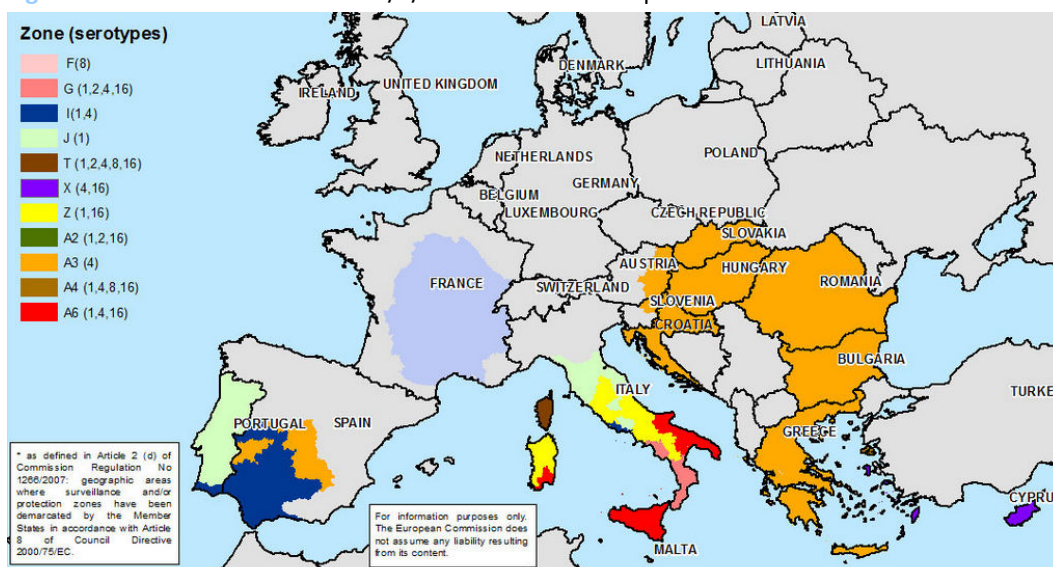 Zone (serotypes)
F(8)
G (1,2,4,16)
I(1,4)
J (1)
T (1,2,4,8,16)
X (4,16)
Z (1,16)
A2 (1,2,16)
A3 (4)
A4 (1,4,8,16)
A6 (1,4,16)
LATVIA
DENMARK
LITHUANIA
IRELAND
UNITED KINGDOM
NETHERLANDS
POLAND
BELGIUM
GERMANY
LUXEMBOURG
CZECH REPUBLIC
SLOVAKIA
AUSTRIA
HUNGARY
FRANCE
SWITZERLAND
ROMANIA
SLOVENIA
CROATIA
BULGARIA
ITALY
TURKE
PORTUGAL
SPAIN
GREECE
CYPRU
MALTA
* as defined in Article 2 (d) of
Commission Regulation No
1266/2007: geographic areas
where surveillance and/or
protection zones have been
demarcated by the Member
States in accordance with Article
8 of Council Directive
2000/75/EC.
For information purposes only.
The European Commission does
not assume any liability resulting
from its content.